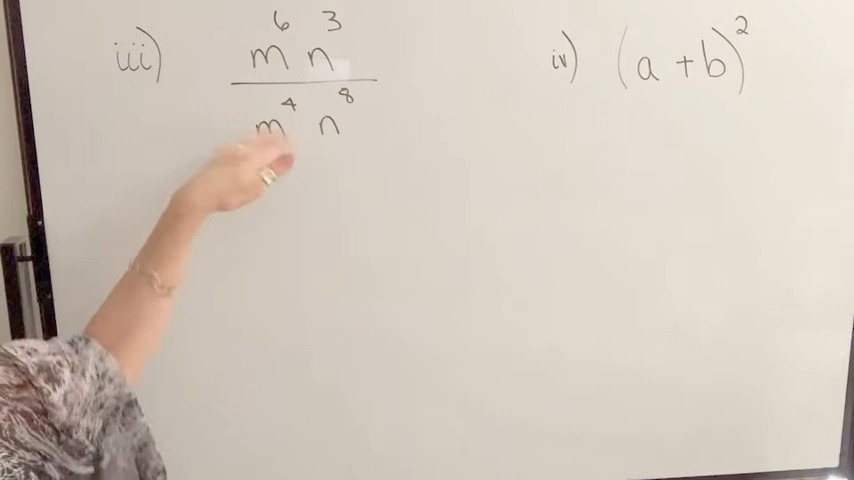 iii) m⁶ n³ / m⁴ n⁸
iv) (a + b)²